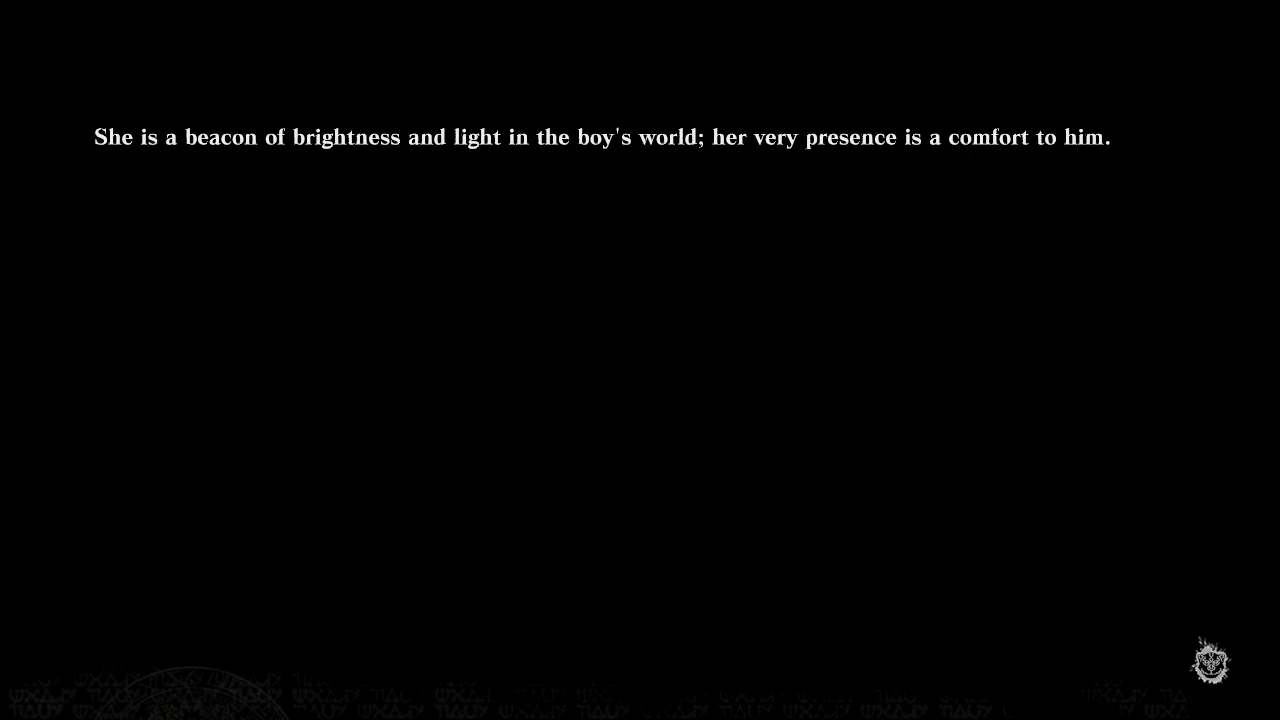 She is a beacon of brightness and light in the boy's world; her very presence is a comfort to him.